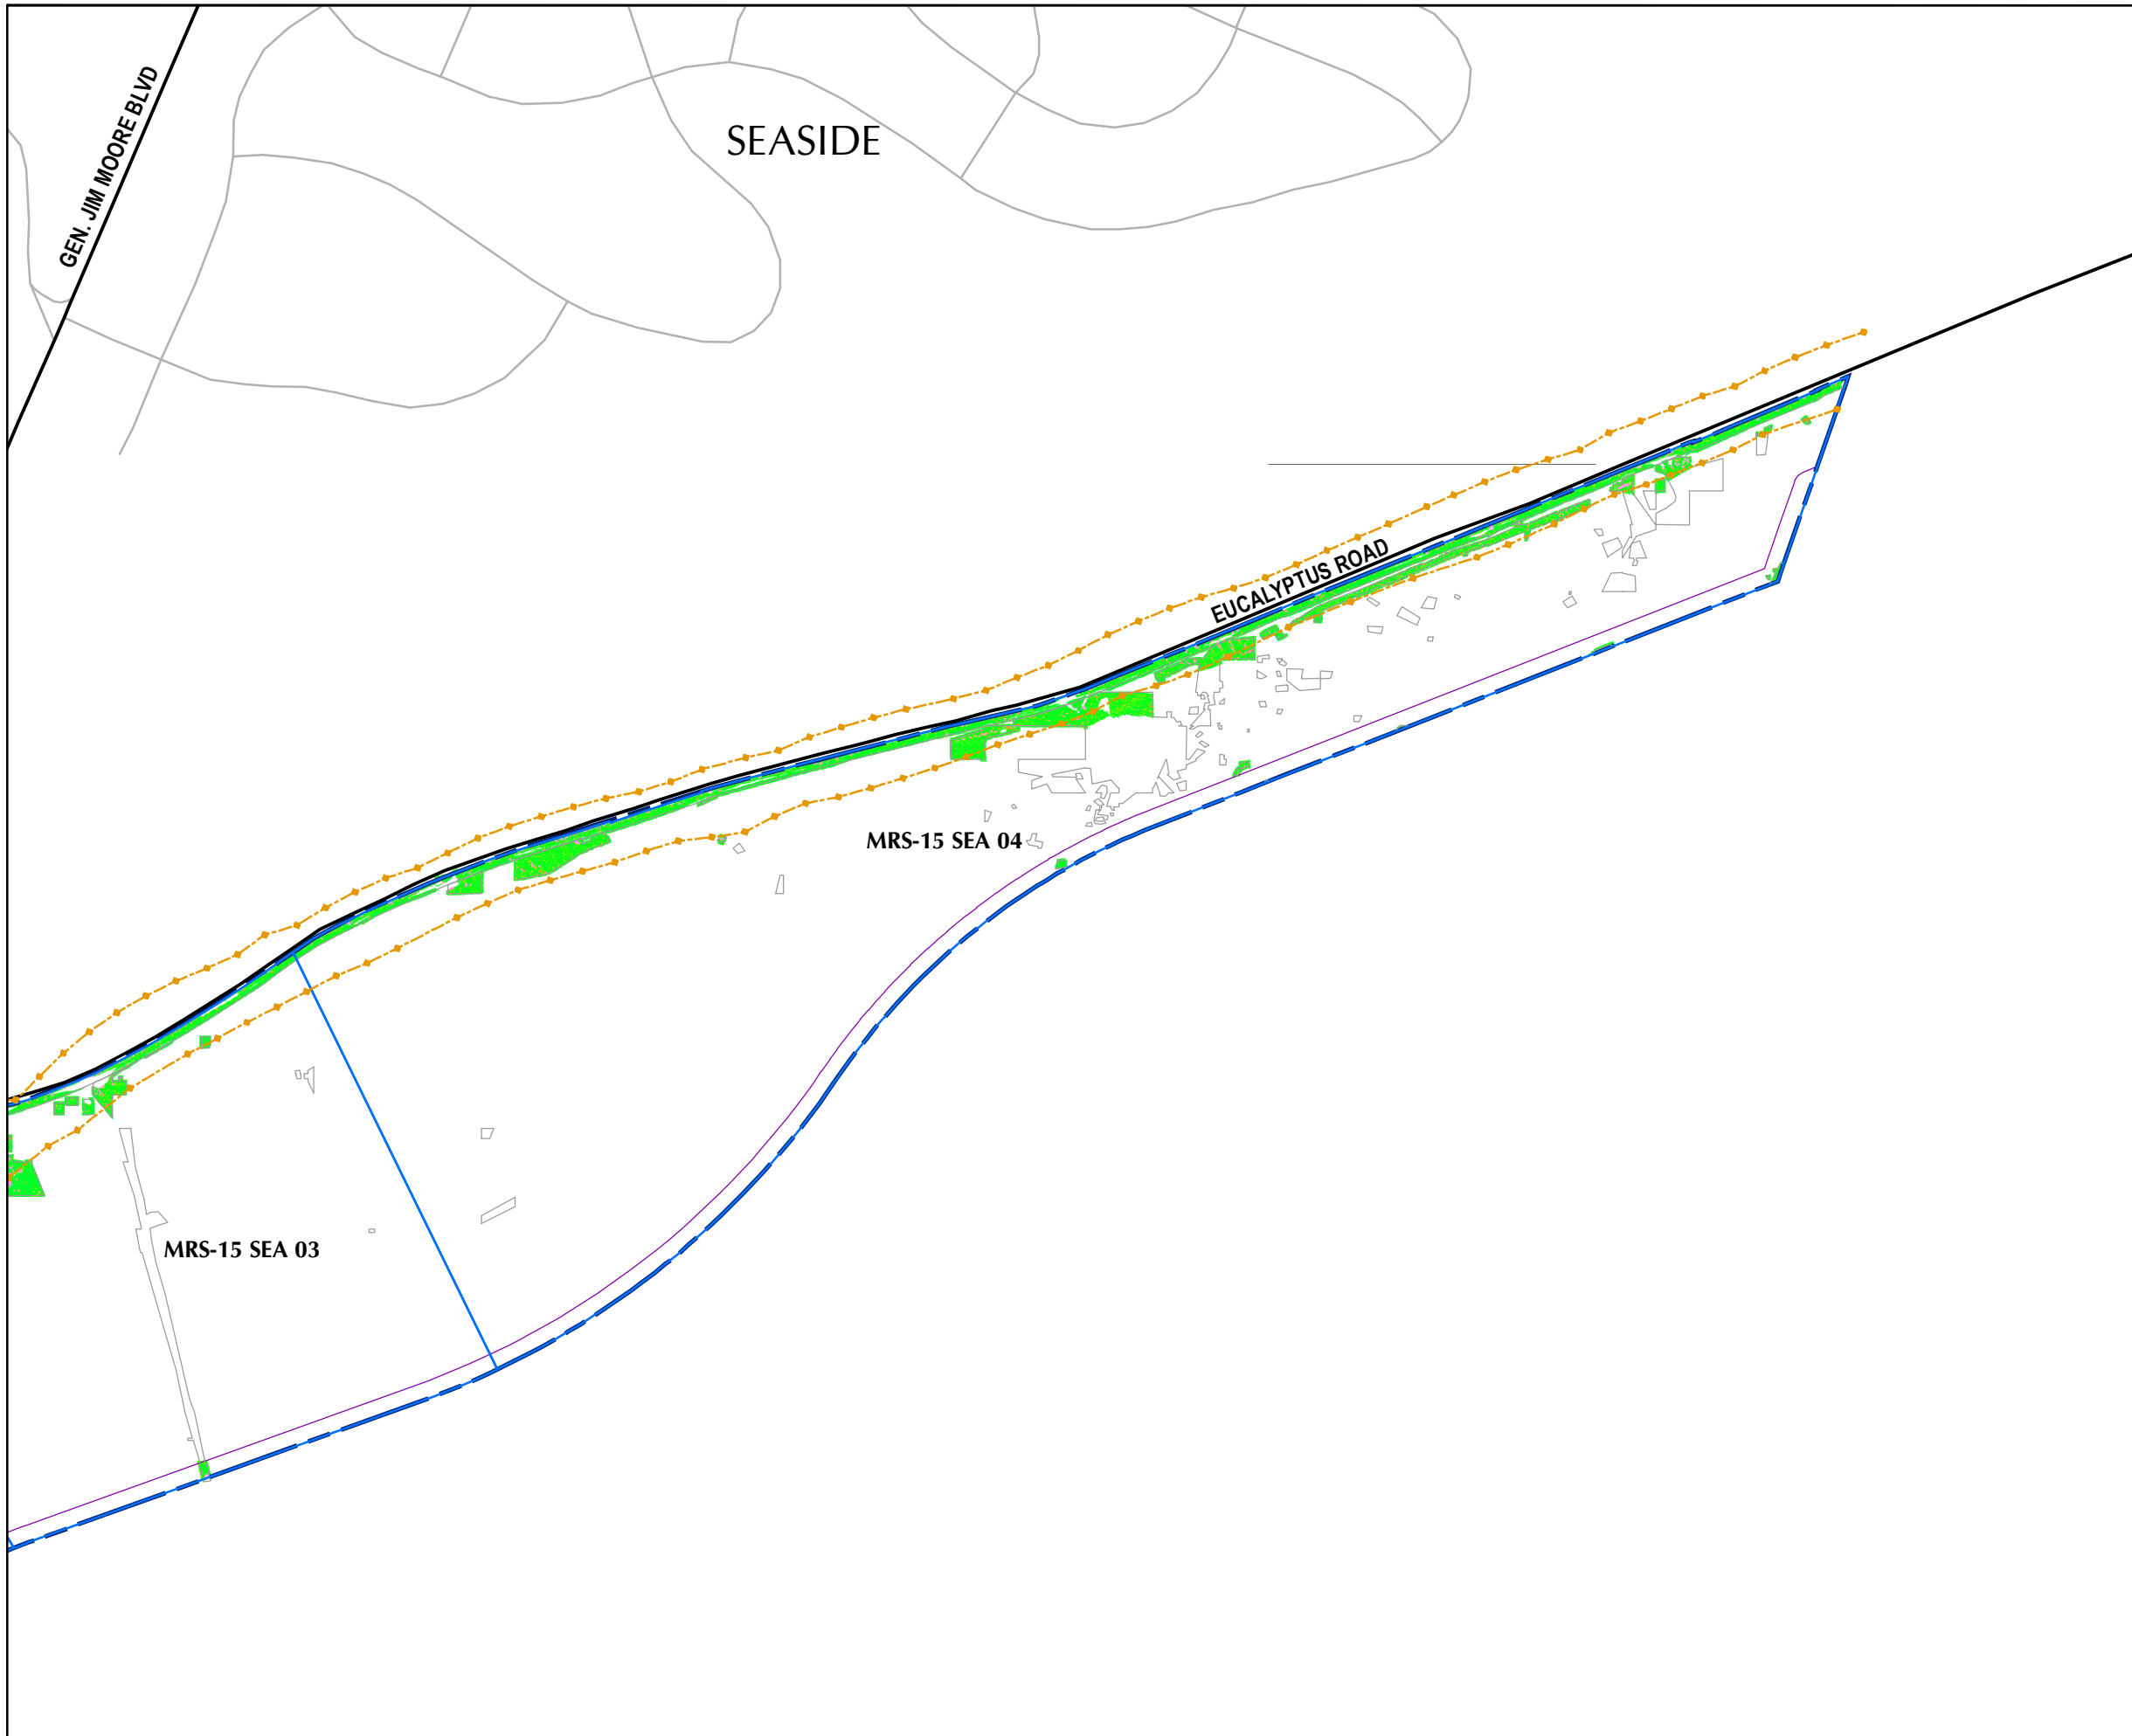 GEN. JIM MOORE BLVD
SEASIDE
EUCALYPTUS ROAD
MRS-15 SEA 04
MRS-15 SEA 03